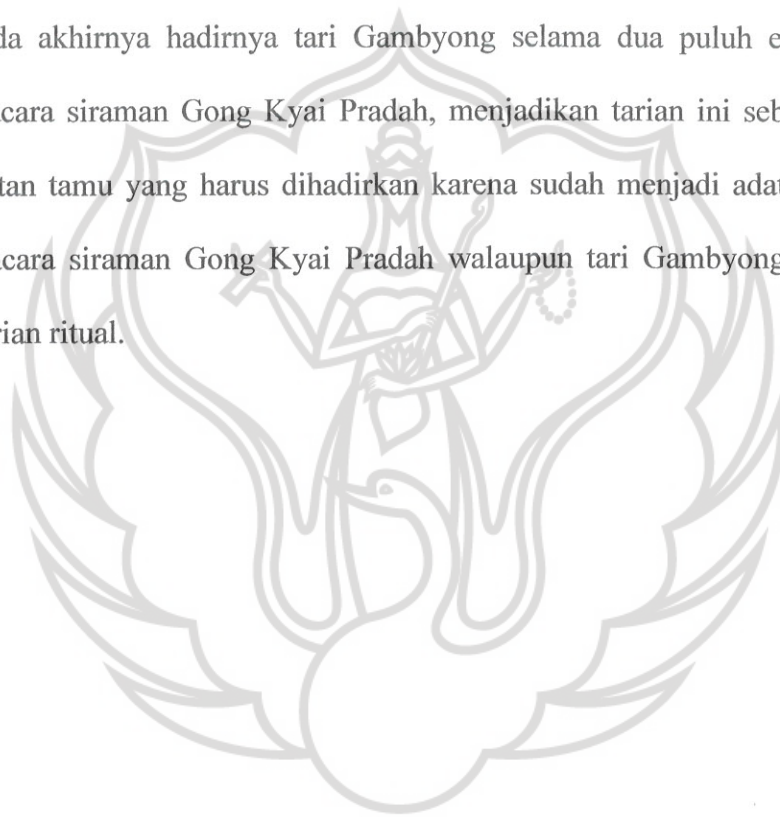 da akhirnya hadirnya tari Gambyong selama dua puluh e
cara siraman Gong Kyai Pradah, menjadikan tarian ini seb
tan tamu yang harus dihadirkan karena sudah menjadi adat
cara siraman Gong Kyai Pradah walaupun tari Gambyong
rian ritual.